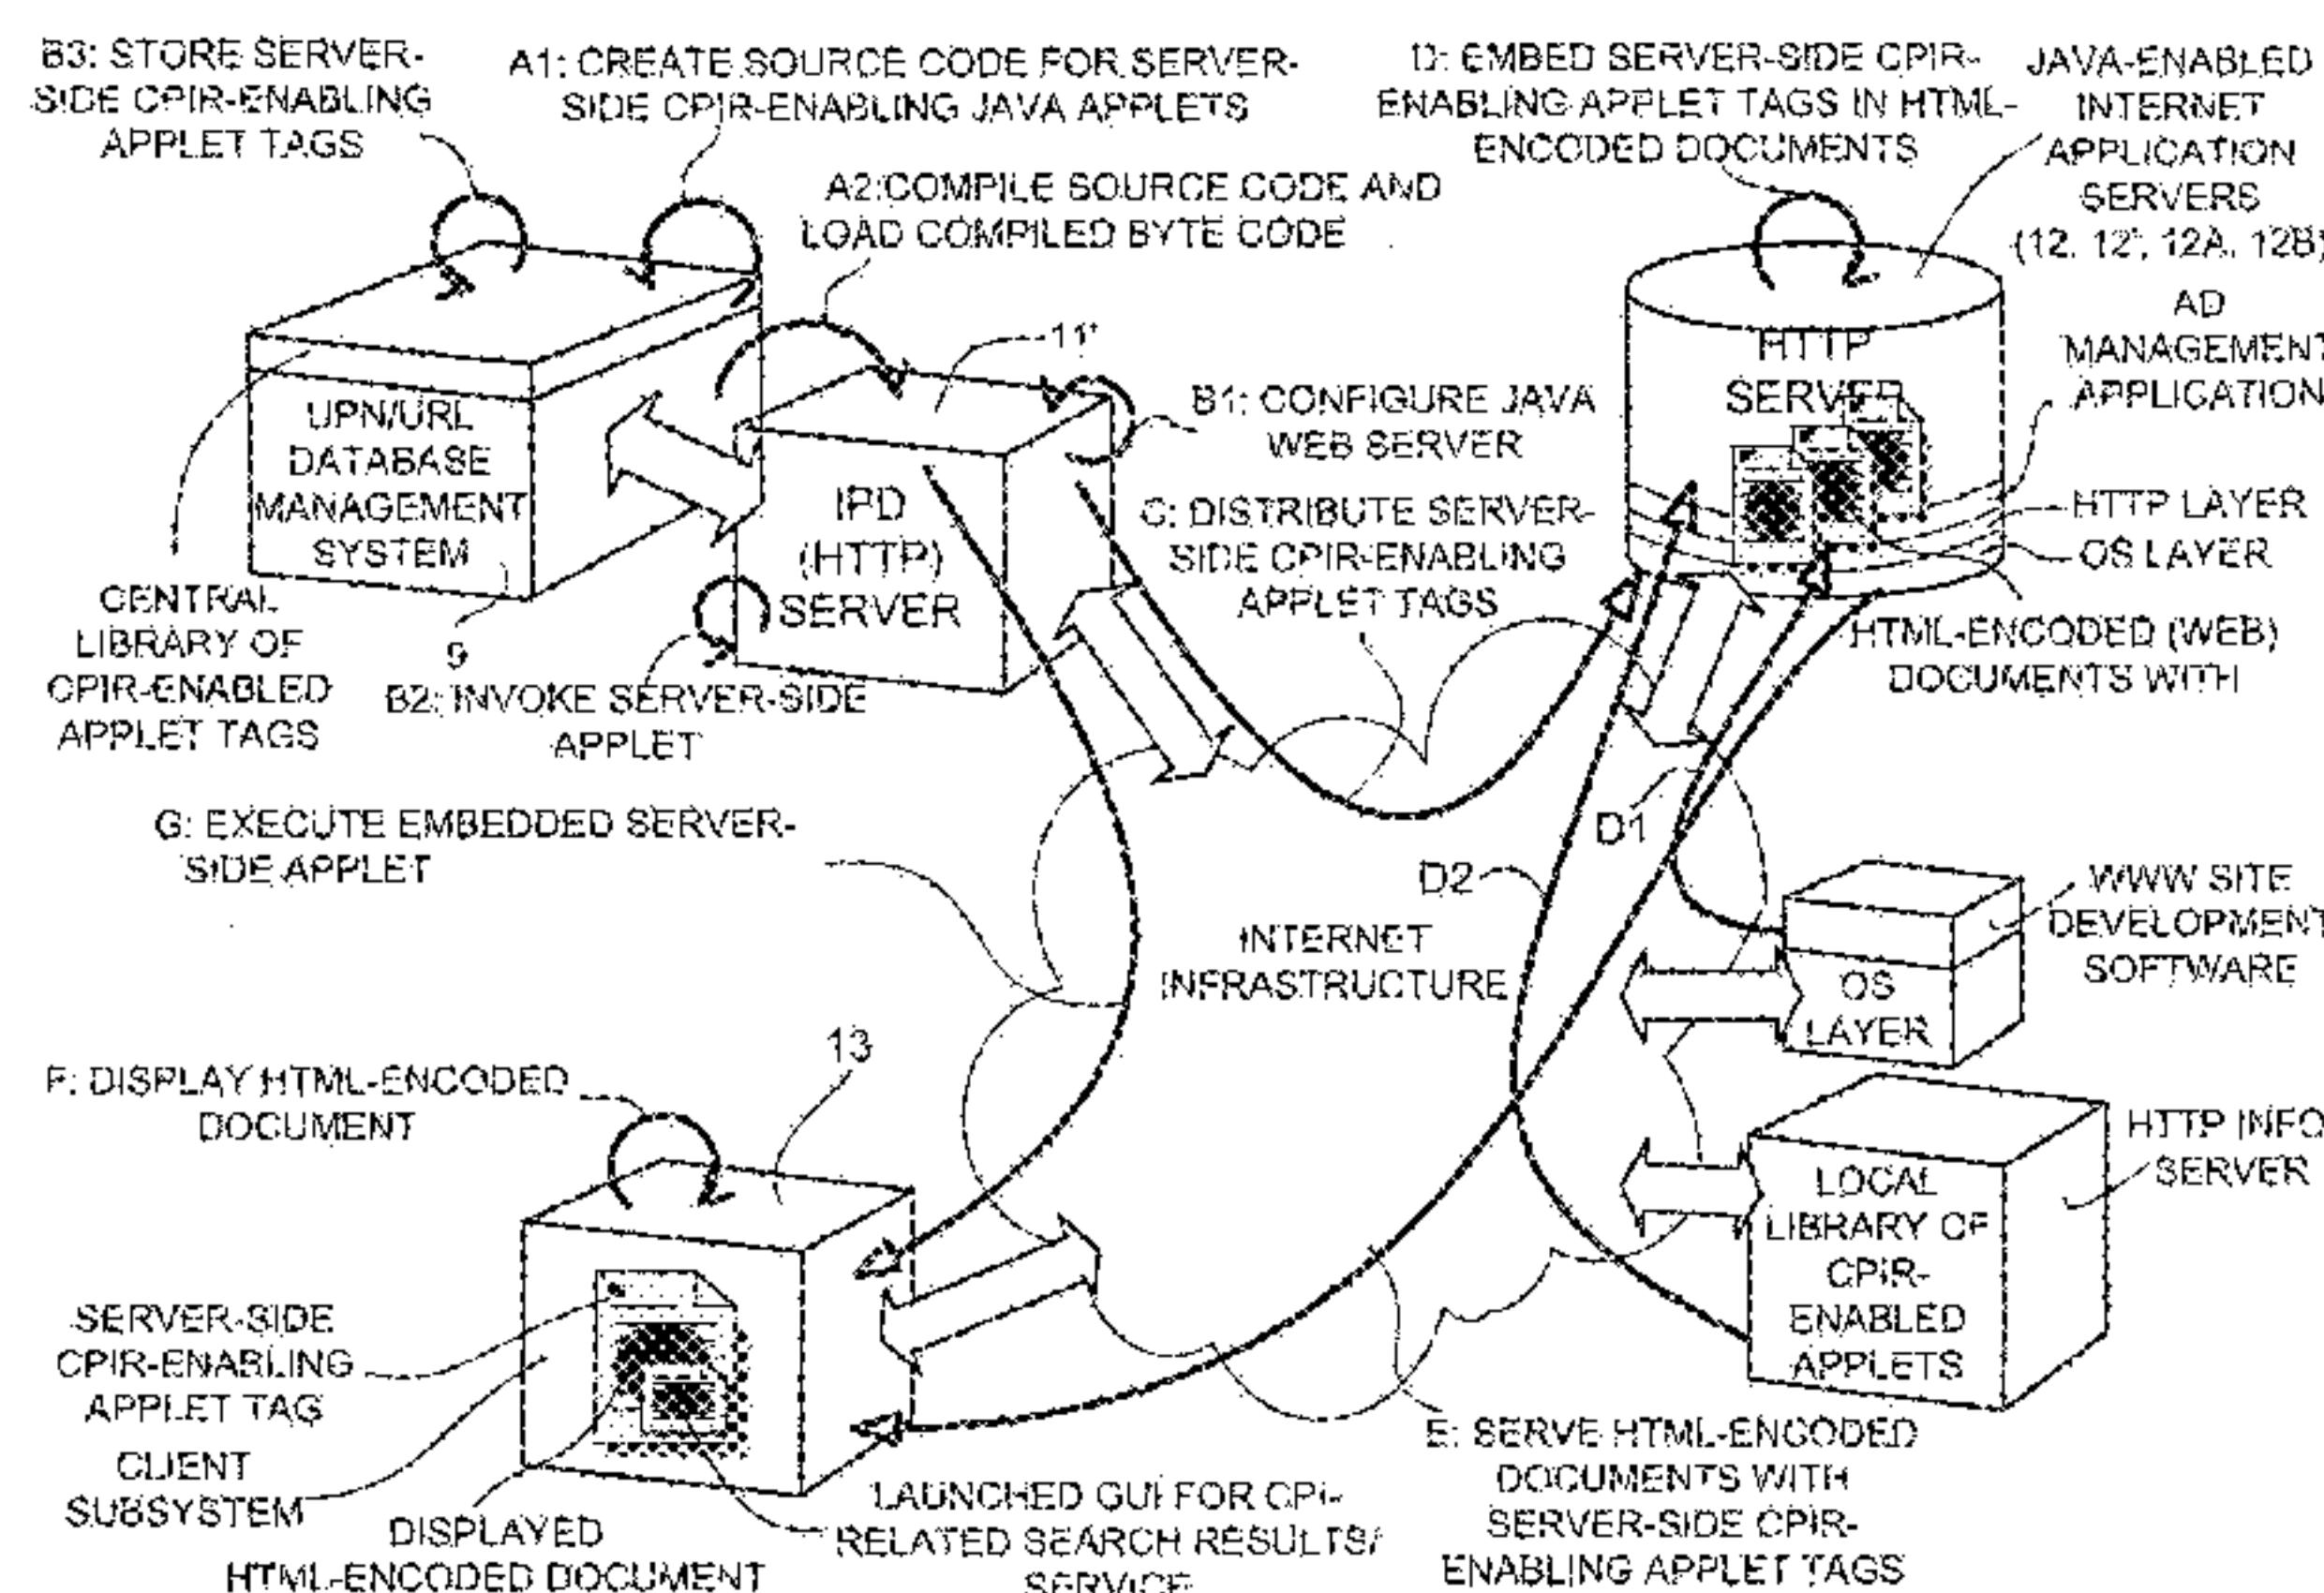 B3: STORE SERVER-
SIDE CPIR-ENABLING
APPLET TAGS
A1: CREATE SOURCE CODE FOR SERVER-
SIDE CPIR-ENABLING JAVA APPLETS
A2:COMPILE SOURCE CODE AND
LOAD COMPILED BYTE CODE
D: EMBED SERVER-SIDE CPIR-
ENABLING APPLET TAGS IN HTML-
ENCODED DOCUMENTS
JAVA-ENABLED
INTERNET
APPLICATION
SERVERS
(12, 12', 12A, 12B)
AD
MANAGEMENT
APPLICATION
HTTP
SERVER
HTTP LAYER
OS LAYER
HTML-ENCODED (WEB)
DOCUMENTS WITH
11'
B1: CONFIGURE JAVA
WEB SERVER
UPN/URL
DATABASE
MANAGEMENT
SYSTEM
9
IPD
(HTTP)
SERVER
C: DISTRIBUTE SERVER-
SIDE CPIR-ENABLING
APPLET TAGS
CENTRAL
LIBRARY OF
CPIR-ENABLED
APPLET TAGS
B2: INVOKE SERVER-SIDE
APPLET
G: EXECUTE EMBEDDED SERVER-
SIDE APPLET
D1
D2
INTERNET
INFRASTRUCTURE
WWW SITE
DEVELOPMENT
SOFTWARE
OS
LAYER
13
F: DISPLAY HTML-ENCODED
DOCUMENT
HTTP INFO
SERVER
LOCAL
LIBRARY OF
CPIR-
ENABLED
APPLETS
SERVER-SIDE
CPIR-ENABLING
APPLET TAG
CLIENT
SUBSYSTEM
DISPLAYED
HTML-ENCODED DOCUMENT
LAUNCHED GUI FOR CPI-
RELATED SEARCH RESULTS/
SERVICE
E: SERVE HTML-ENCODED
DOCUMENTS WITH
SERVER-SIDE CPIR-
ENABLING APPLET TAGS